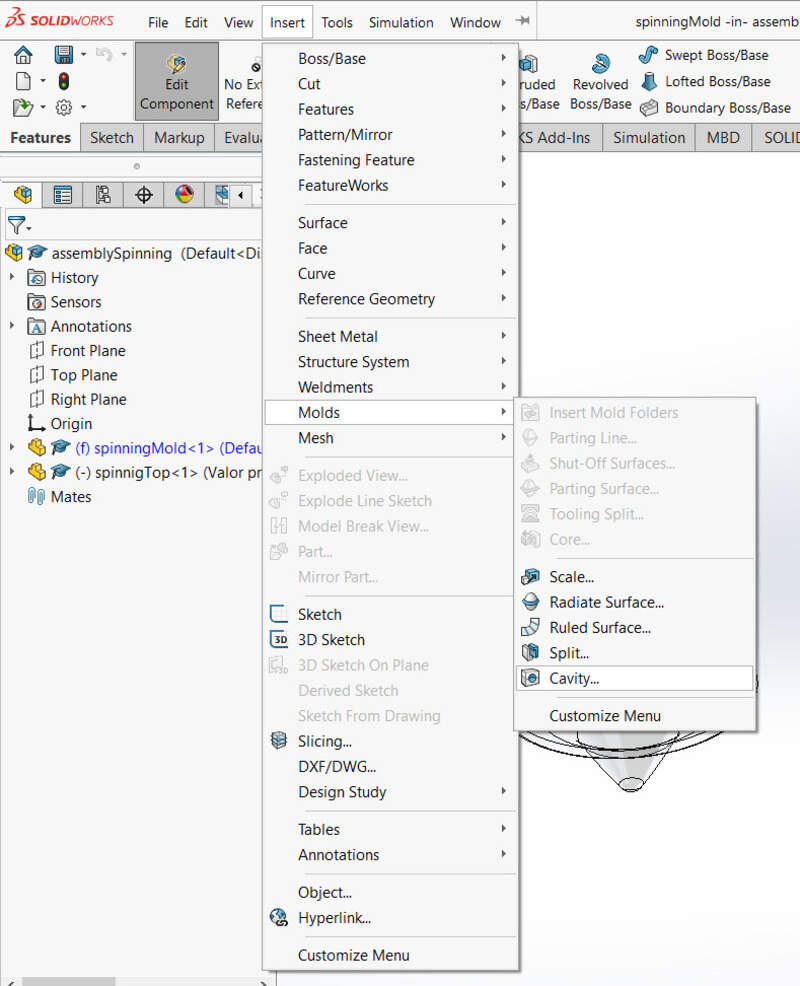 SOLIDWORKS File Edit View Insert Tools Simulation Window spinningMold -in- assemb
Edit Component
No Ext
Refere
ruded
s/Base
Revolved
Boss/Base
Swept Boss/Base
Lofted Boss/Base
Boundary Boss/Base
Features Sketch Markup Evalua KS Add-Ins Simulation MBD SOLID
assemblySpinning (Default<Di
History
Sensors
Annotations
Front Plane
Top Plane
Right Plane
Origin
(f) spinningMold<1> (Defau
(-) spinnigTop<1> (Valor pr
Mates
Boss/Base
Cut
Features
Pattern/Mirror
Fastening Feature
FeatureWorks
Surface
Face
Curve
Reference Geometry
Sheet Metal
Structure System
Weldments
Molds
Mesh
Exploded View...
Explode Line Sketch
Model Break View...
Part...
Mirror Part...
Sketch
3D 3D Sketch
3D Sketch On Plane
Derived Sketch
Sketch From Drawing
Slicing...
DXF/DWG...
Design Study
Tables
Annotations
Object...
Hyperlink...
Customize Menu
Insert Mold Folders
Parting Line...
Shut-Off Surfaces...
Parting Surface...
Tooling Split...
Core...
Scale...
Radiate Surface...
Ruled Surface...
Split...
Cavity...
Customize Menu